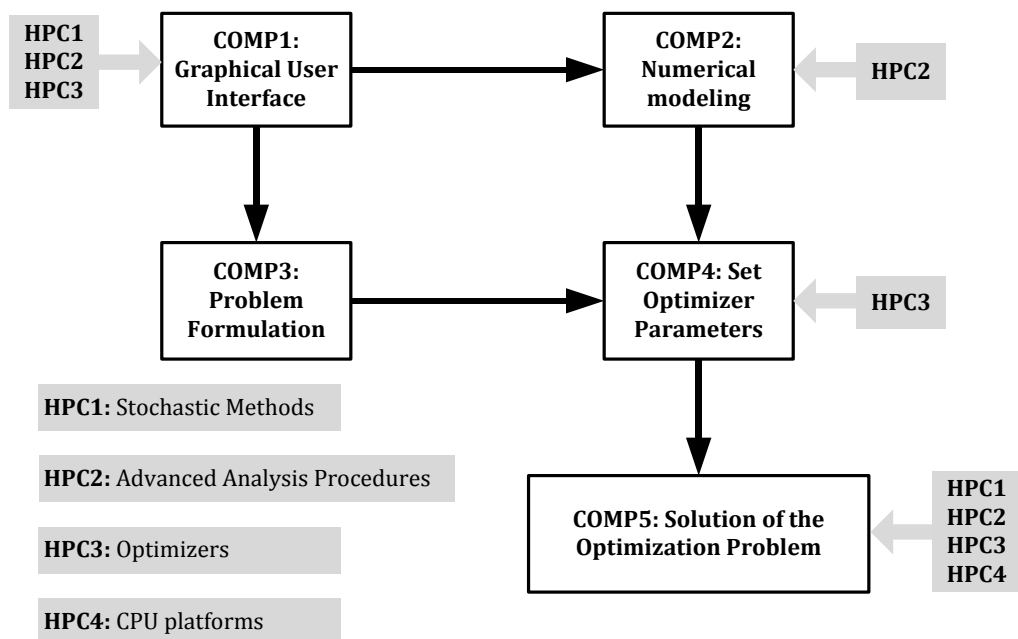 HPC1
HPC2
HPC3
COMP1:
Graphical User
Interface
COMP2:
Numerical
modeling
HPC2
COMP3:
Problem
Formulation
COMP4: Set
Optimizer
Parameters
HPC3
HPC1: Stochastic Methods
HPC2: Advanced Analysis Procedures
HPC3: Optimizers
HPC4: CPU platforms
COMP5: Solution of the
Optimization Problem
HPC1
HPC2
HPC3
HPC4